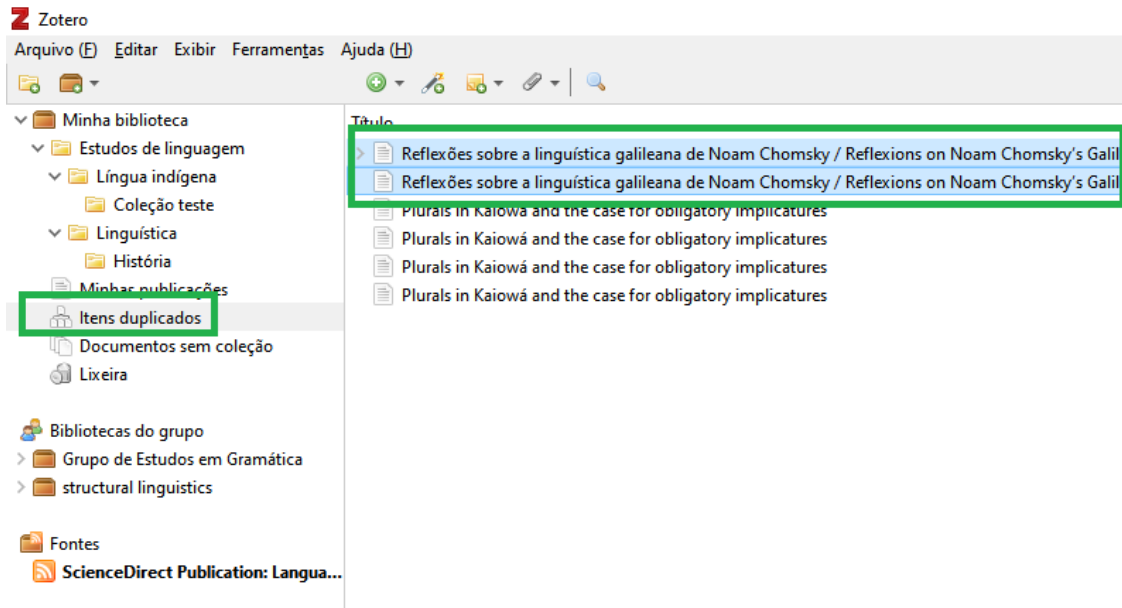 Zotero
Arquivo (F) Editar Exibir Ferramentas Ajuda (H)
Minha biblioteca
Estudos de linguagem
Língua indígena
Coleção teste
Linguística
História
Minhas publicações
Itens duplicados
Documentos sem coleção
Lixeira
Bibliotecas do grupo
Grupo de Estudos em Gramática
structural linguistics
Fontes
ScienceDirect Publication: Langua...
Título
Reflexões sobre a linguística galileana de Noam Chomsky / Reflexions on Noam Chomsky's Galil
Reflexões sobre a linguística galileana de Noam Chomsky / Reflexions on Noam Chomsky's Galil
Plurals in Kaiowá and the case for obligatory implicatures
Plurals in Kaiowá and the case for obligatory implicatures
Plurals in Kaiowá and the case for obligatory implicatures
Plurals in Kaiowá and the case for obligatory implicatures